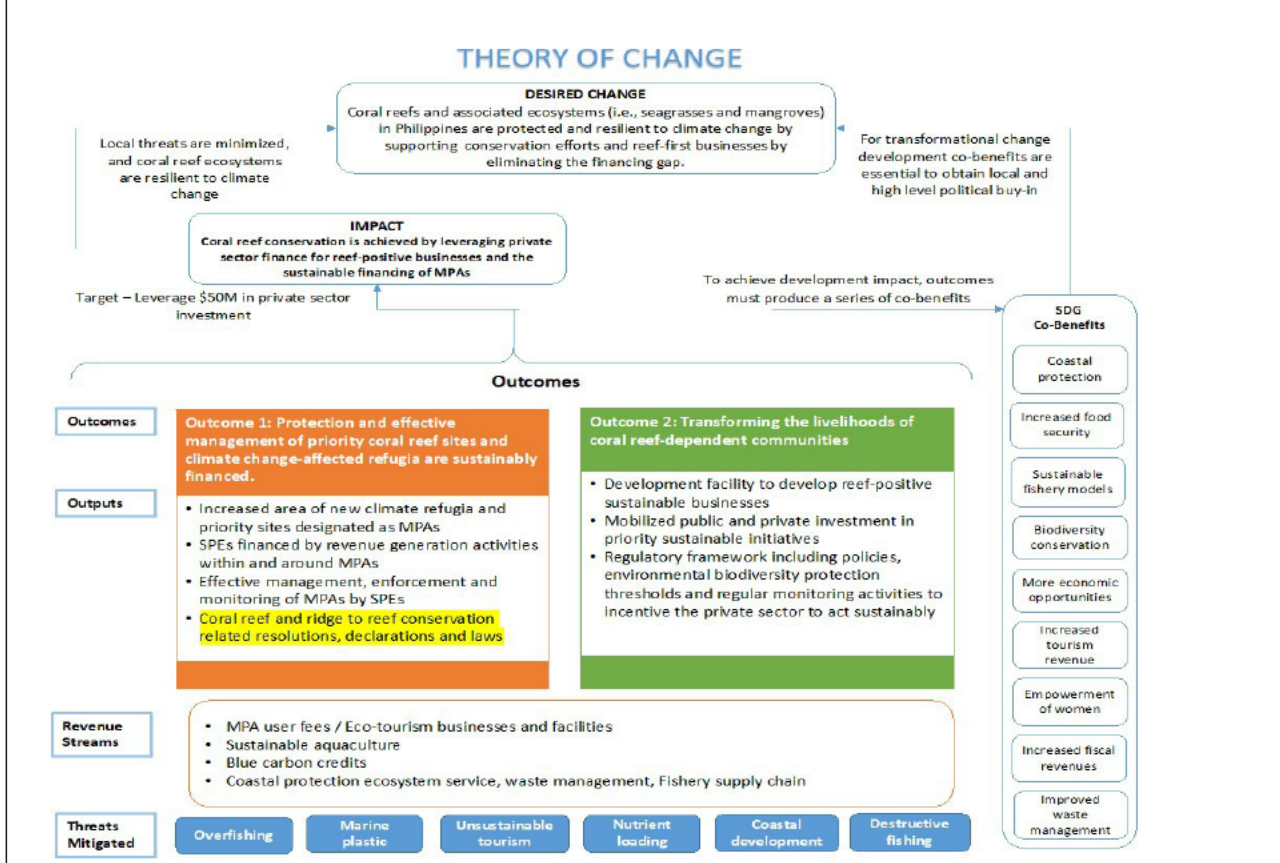 THEORY OF CHANGE
DESIRED CHANGE
Coral reefs and associated ecosystems (i.e., seagrasses and mangroves)
in Philippines are protected and resilient to climate change by
supporting conservation efforts and reef-first businesses by
eliminating the financing gap.
Local threats are minimized,
and coral reef ecosystems
are resilient to climate
change
For transformational change
development co-benefits are
essential to obtain local and
high level political buy-in
IMPACT
Coral reef conservation is achieved by leveraging private
sector finance for reef-positive businesses and the
sustainable financing of MPAs
Target – Leverage $50M in private sector
investment
To achieve development impact, outcomes
must produce a series of co-benefits
Outcomes
Outcomes
Outcome 1: Protection and effective
management of priority coral reef sites and
climate change-affected refugia are sustainably
financed.
Outcome 2: Transforming the livelihoods of
coral reef-dependent communities
Outputs
• Increased area of new climate refugia and
priority sites designated as MPAs
• SPEs financed by revenue generation activities
within and around MPAs
• Effective management, enforcement and
monitoring of MPAs by SPEs
• Coral reef and ridge to reef conservation
related resolutions, declarations and laws
• Development facility to develop reef-positive
sustainable businesses
• Mobilized public and private investment in
priority sustainable initiatives
• Regulatory framework including policies,
environmental biodiversity protection
thresholds and regular monitoring activities to
incentive the private sector to act sustainably
Revenue
Streams
• MPA user fees / Eco-tourism businesses and facilities
• Sustainable aquaculture
• Blue carbon credits
• Coastal protection ecosystem service, waste management, Fishery supply chain
Threats
Mitigated
Overfishing
Marine
plastic
Unsustainable
tourism
Nutrient
loading
Coastal
development
Destructive
fishing
SDG
Co-Benefits
Coastal
protection
Increased food
security
Sustainable
fishery models
Biodiversity
conservation
More economic
opportunities
Increased
tourism
revenue
Empowerment
of women
Increased fiscal
revenues
Improved
waste
management